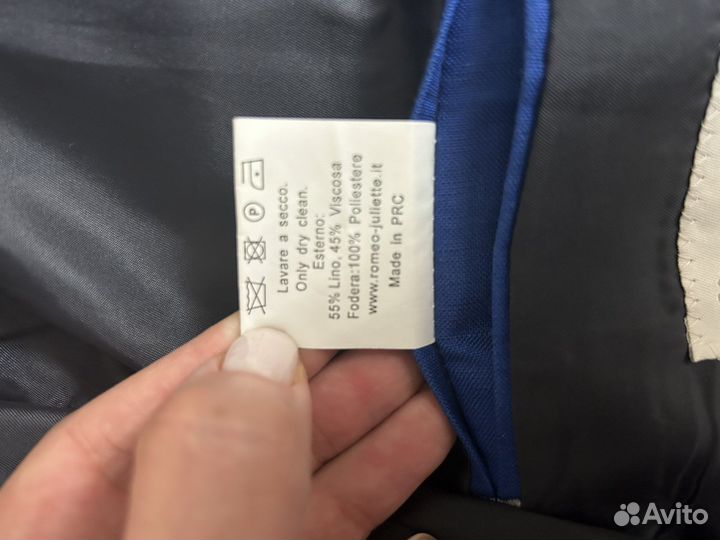 Lavare a secco.
Only dry clean.
Esterno:
55% Lino, 45% Viscosa
Fodera:100% Poliestere
www.romeo-juliette.it
Made in PRC
P
Avito